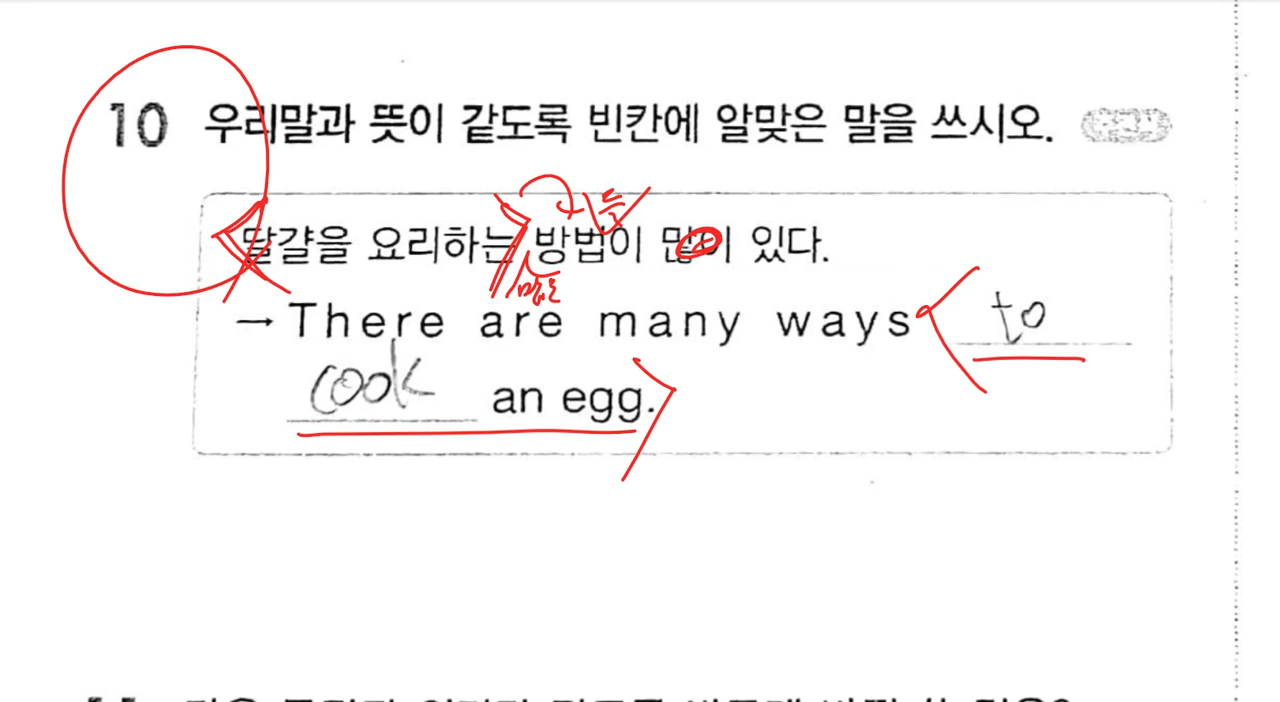 10 우리말과 뜻이 같도록 빈칸에 알맞은 말을 쓰시오.
달걀을 요리하는 방법이 많이 있다.
많은
→ There are many ways to
cook an egg.